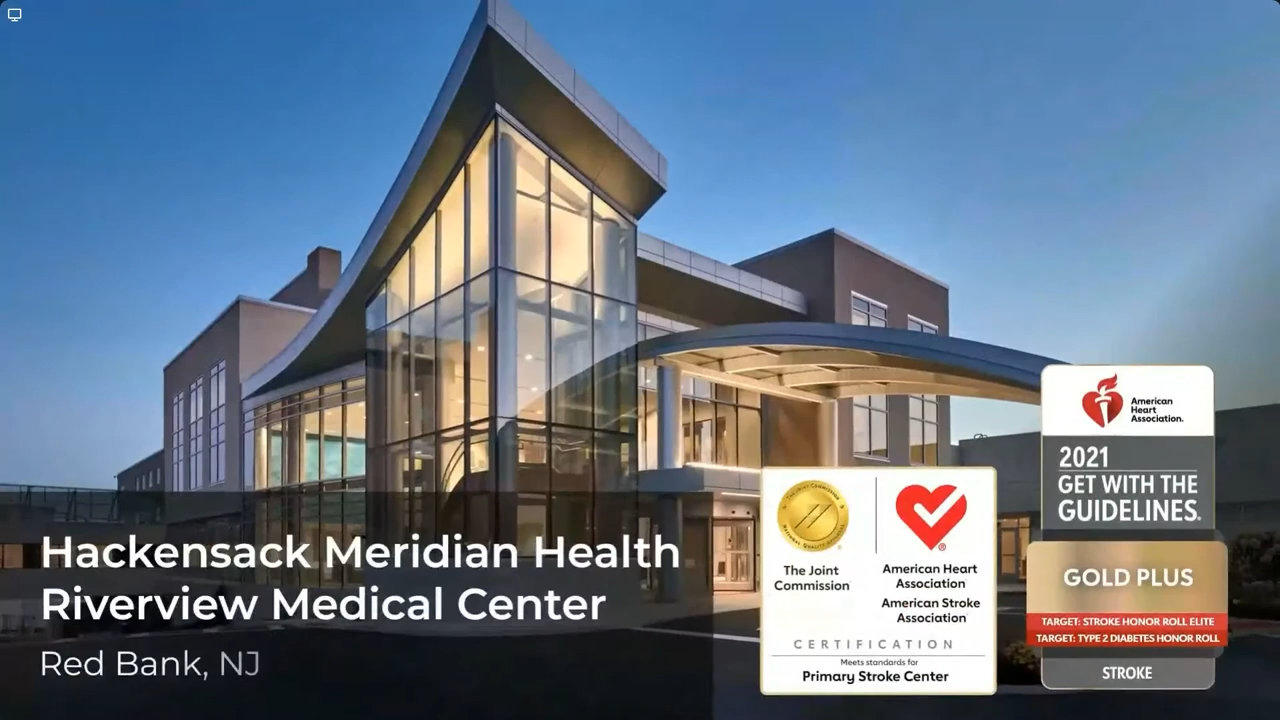 Hackensack Meridian Health
Riverview Medical Center
Red Bank, NJ
The Joint
Commission
American Heart
Association
American Stroke
Association
CERTIFICATION
Meets standards for
Primary Stroke Center
American
Heart
Association.
2021
GET WITH THE
GUIDELINES.
GOLD PLUS
TARGET: STROKE HONOR ROLL ELITE
TARGET: TYPE 2 DIABETES HONOR ROLL
STROKE